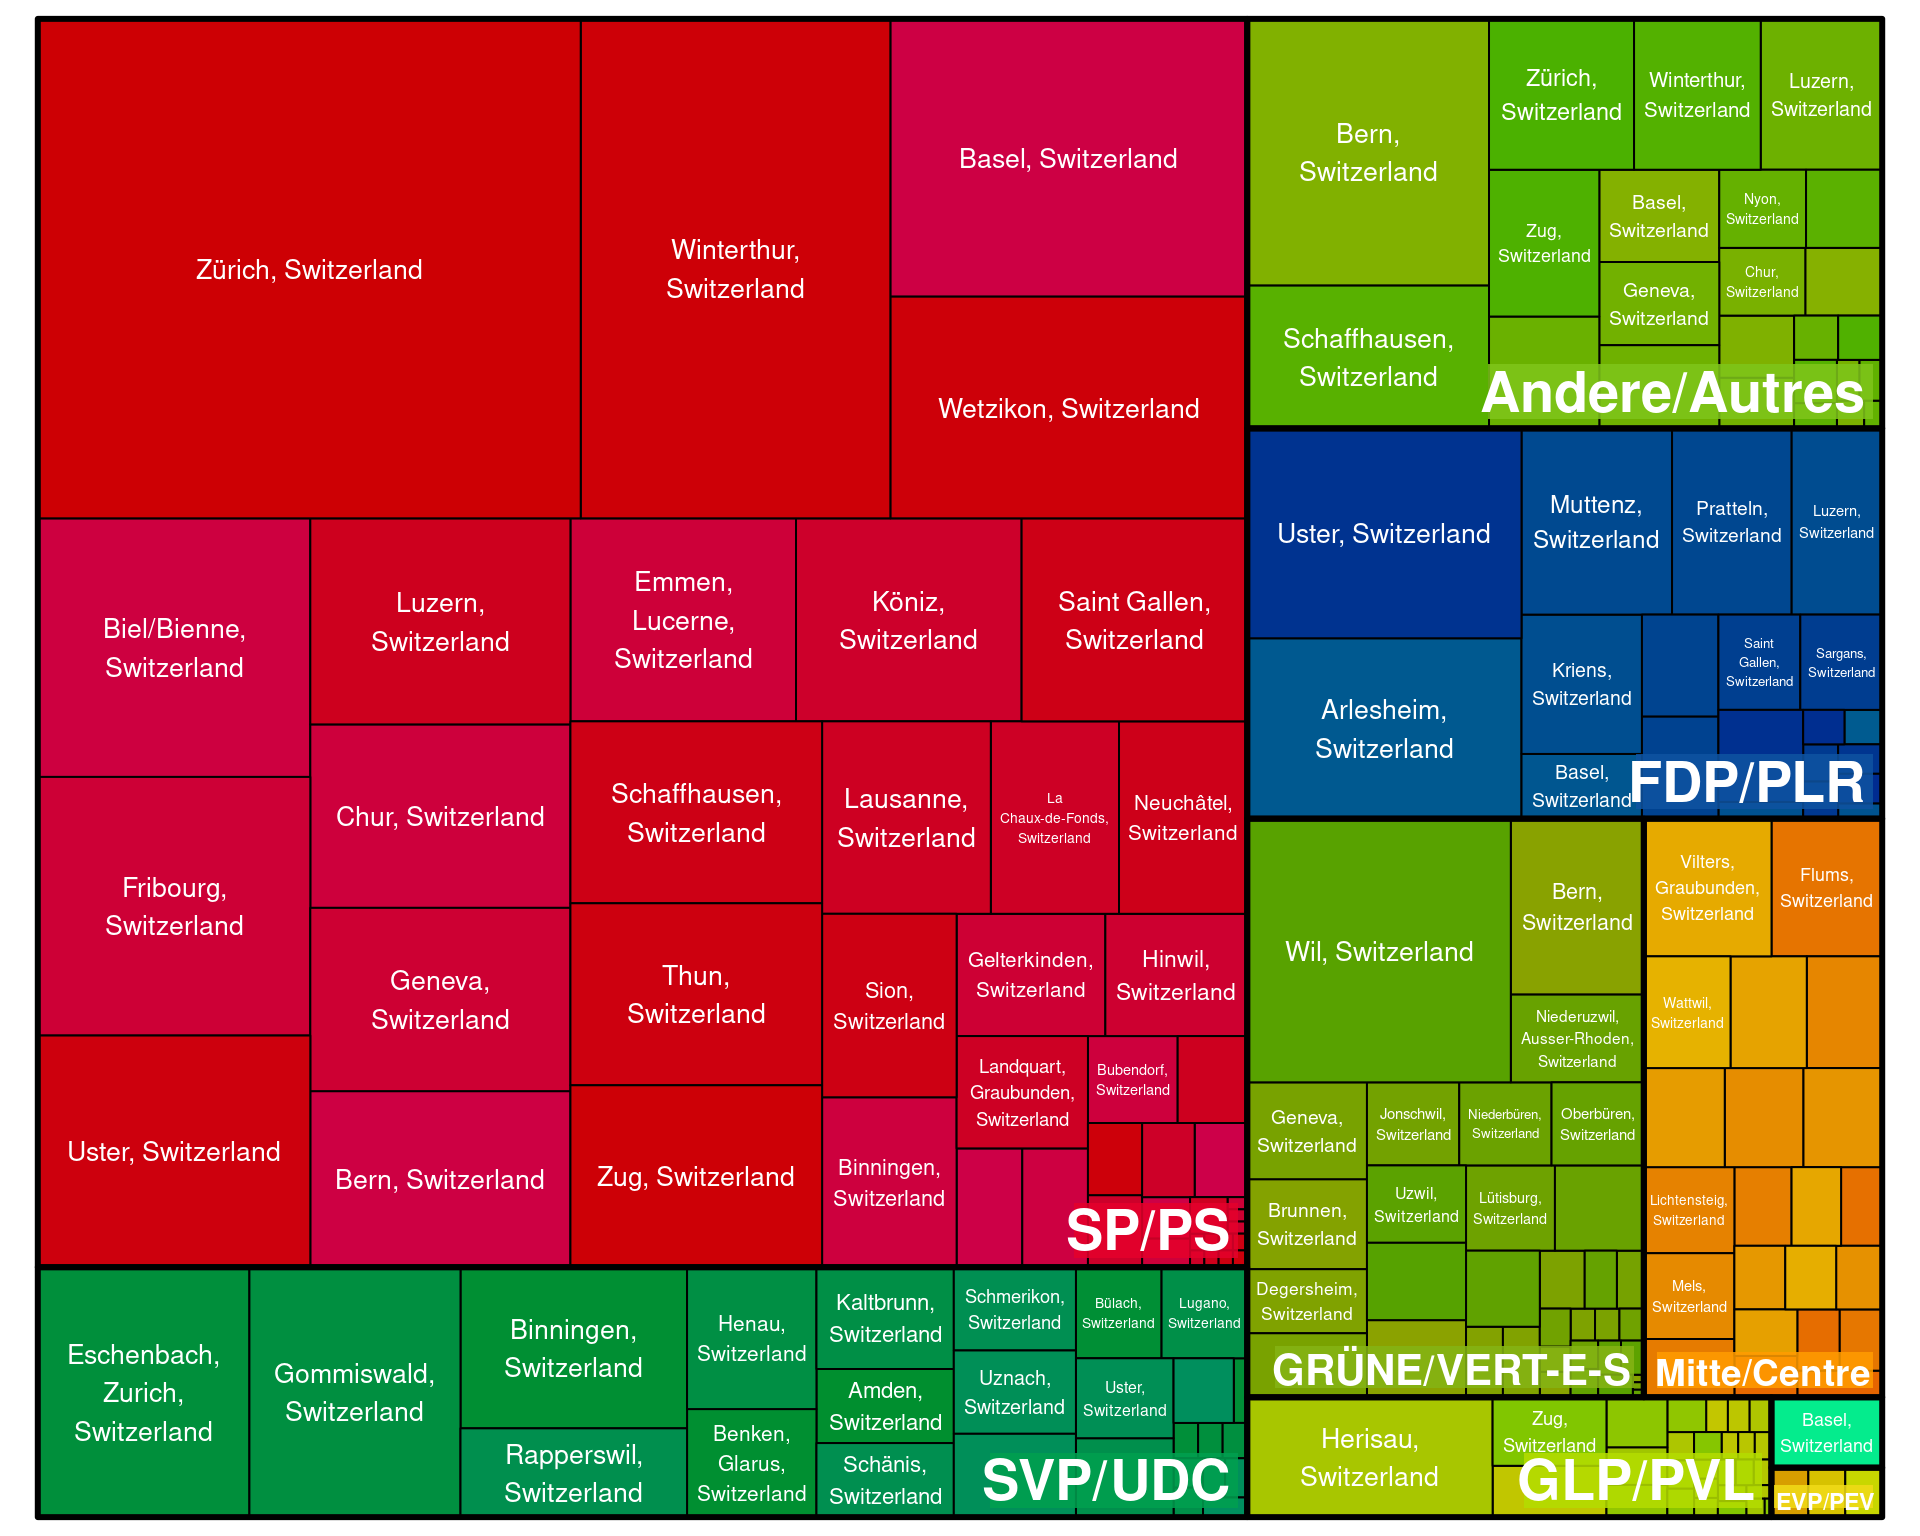 Zürich, Switzerland
Winterthur,
Switzerland
Basel, Switzerland
Wetzikon, Switzerland
Biel/Bienne,
Switzerland
Fribourg,
Switzerland
Uster, Switzerland
Luzern,
Switzerland
Chur, Switzerland
Geneva,
Switzerland
Bern, Switzerland
Emmen,
Lucerne,
Switzerland
Köniz,
Switzerland
Saint Gallen,
Switzerland
Schaffhausen,
Switzerland
Thun,
Switzerland
Zug, Switzerland
Lausanne,
Switzerland
La
Chaux-de-Fonds,
Switzerland
Neuchâtel,
Switzerland
Sion,
Switzerland
Binningen,
Switzerland
Gelterkinden,
Switzerland
Hinwil,
Switzerland
Landquart,
Graubunden,
Switzerland
Bubendorf,
Switzerland
SP/PS
Eschenbach,
Zurich,
Switzerland
Gommiswald,
Switzerland
Binningen,
Switzerland
Rapperswil,
Switzerland
Henau,
Switzerland
Benken,
Glarus,
Switzerland
Kaltbrunn,
Switzerland
Amden,
Switzerland
Schänis,
Switzerland
Schmerikon,
Switzerland
Uznach,
Switzerland
Bülach,
Switzerland
Lugano,
Switzerland
Uster,
Switzerland
SVP/UDC
Bern,
Switzerland
Schaffhausen,
Switzerland
Zürich,
Switzerland
Winterthur,
Switzerland
Luzern,
Switzerland
Zug,
Switzerland
Basel,
Switzerland
Geneva,
Switzerland
Nyon,
Switzerland
Chur,
Switzerland
Andere/Autres
Uster, Switzerland
Arlesheim,
Switzerland
Muttenz,
Switzerland
Pratteln,
Switzerland
Luzern,
Switzerland
Kriens,
Switzerland
Basel,
Switzerland
Saint
Gallen,
Switzerland
Sargans,
Switzerland
FDP/PLR
Wil, Switzerland
Bern,
Switzerland
Niederuzwil,
Ausser-Rhoden,
Switzerland
Geneva,
Switzerland
Brunnen,
Switzerland
Degersheim,
Switzerland
Jonschwil,
Switzerland
Niederbüren,
Switzerland
Oberbüren,
Switzerland
Uzwil,
Switzerland
Lütisburg,
Switzerland
GRÜNE/VERT-E-S
Vilters,
Graubunden,
Switzerland
Flums,
Switzerland
Wattwil,
Switzerland
Lichtensteig,
Switzerland
Mels,
Switzerland
Mitte/Centre
Herisau,
Switzerland
Zug,
Switzerland
GLP/PVL
Basel,
Switzerland
EVP/PEV